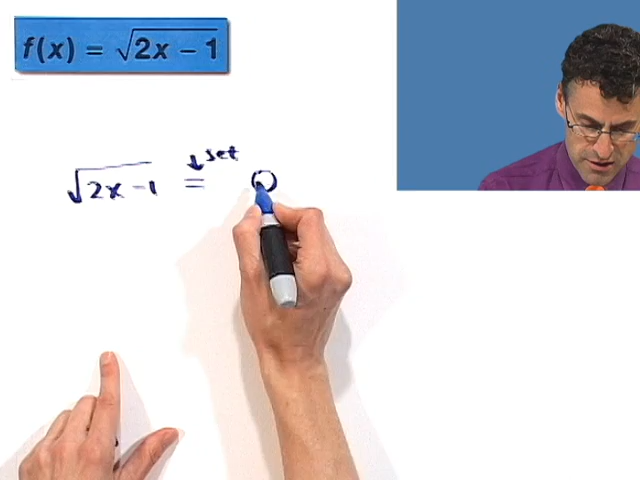 f(x) = √2x − 1
↓ set
√2x − 1 = 0